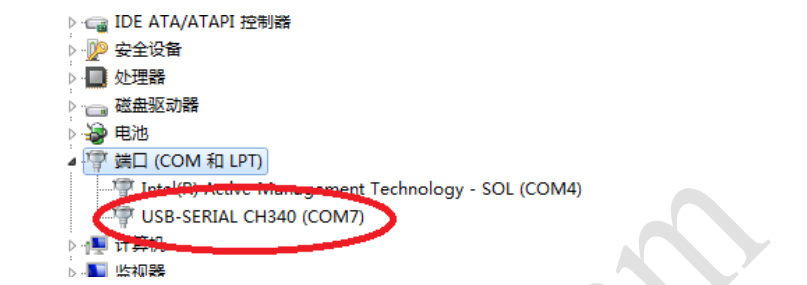 IDE ATA/ATAPI 控制器
安全设备
处理器
磁盘驱动器
电池
端口 (COM 和 LPT)
Intel(R) Active Management Technology - SOL (COM4)
USB-SERIAL CH340 (COM7)
计算机
监视器
com